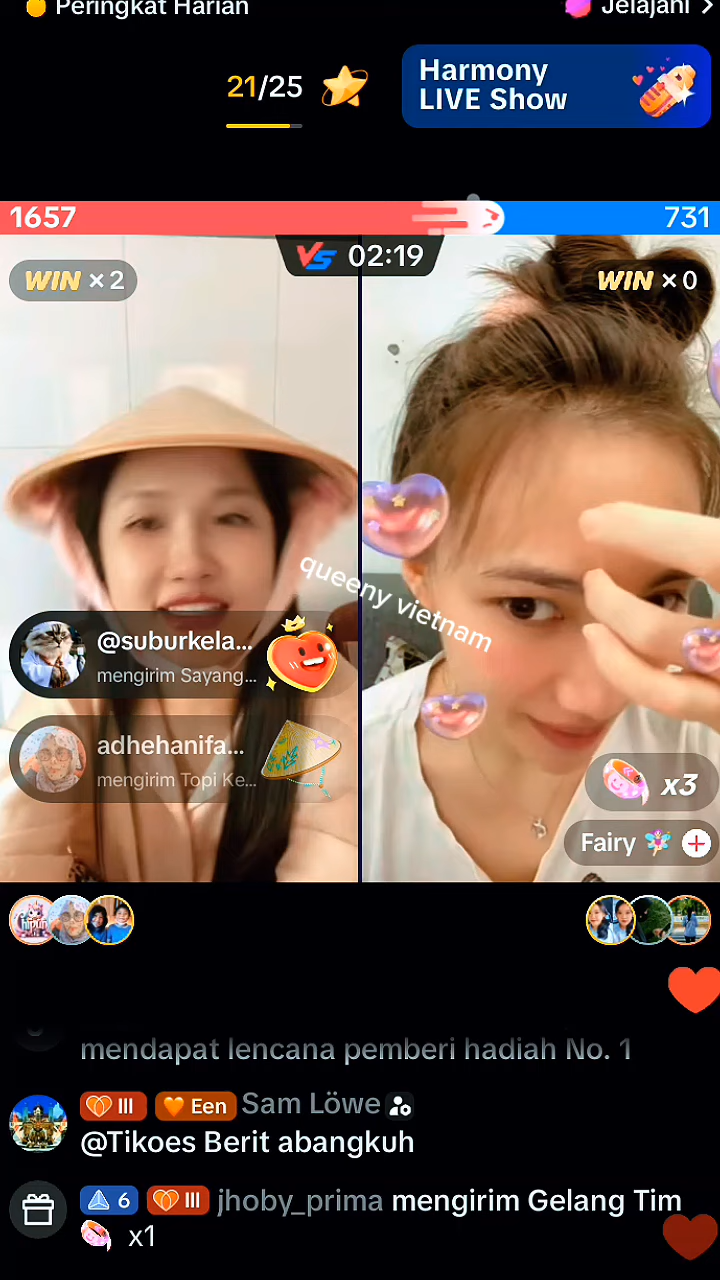 Peringkat Harian
Jelajahi >
21/25
Harmony
LIVE Show
1657
731
VS 02:19
WIN × 2
WIN × 0
queeny vietnam
@suburkela...
mengirim Sayang...
adhehanifa...
mengirim Topi Ke...
x3
Fairy
mendapat lencana pemberi hadiah No. 1
III Een Sam Löwe
@Tikoes Berit abangkuh
6 III jhoby_prima mengirim Gelang Tim
x1